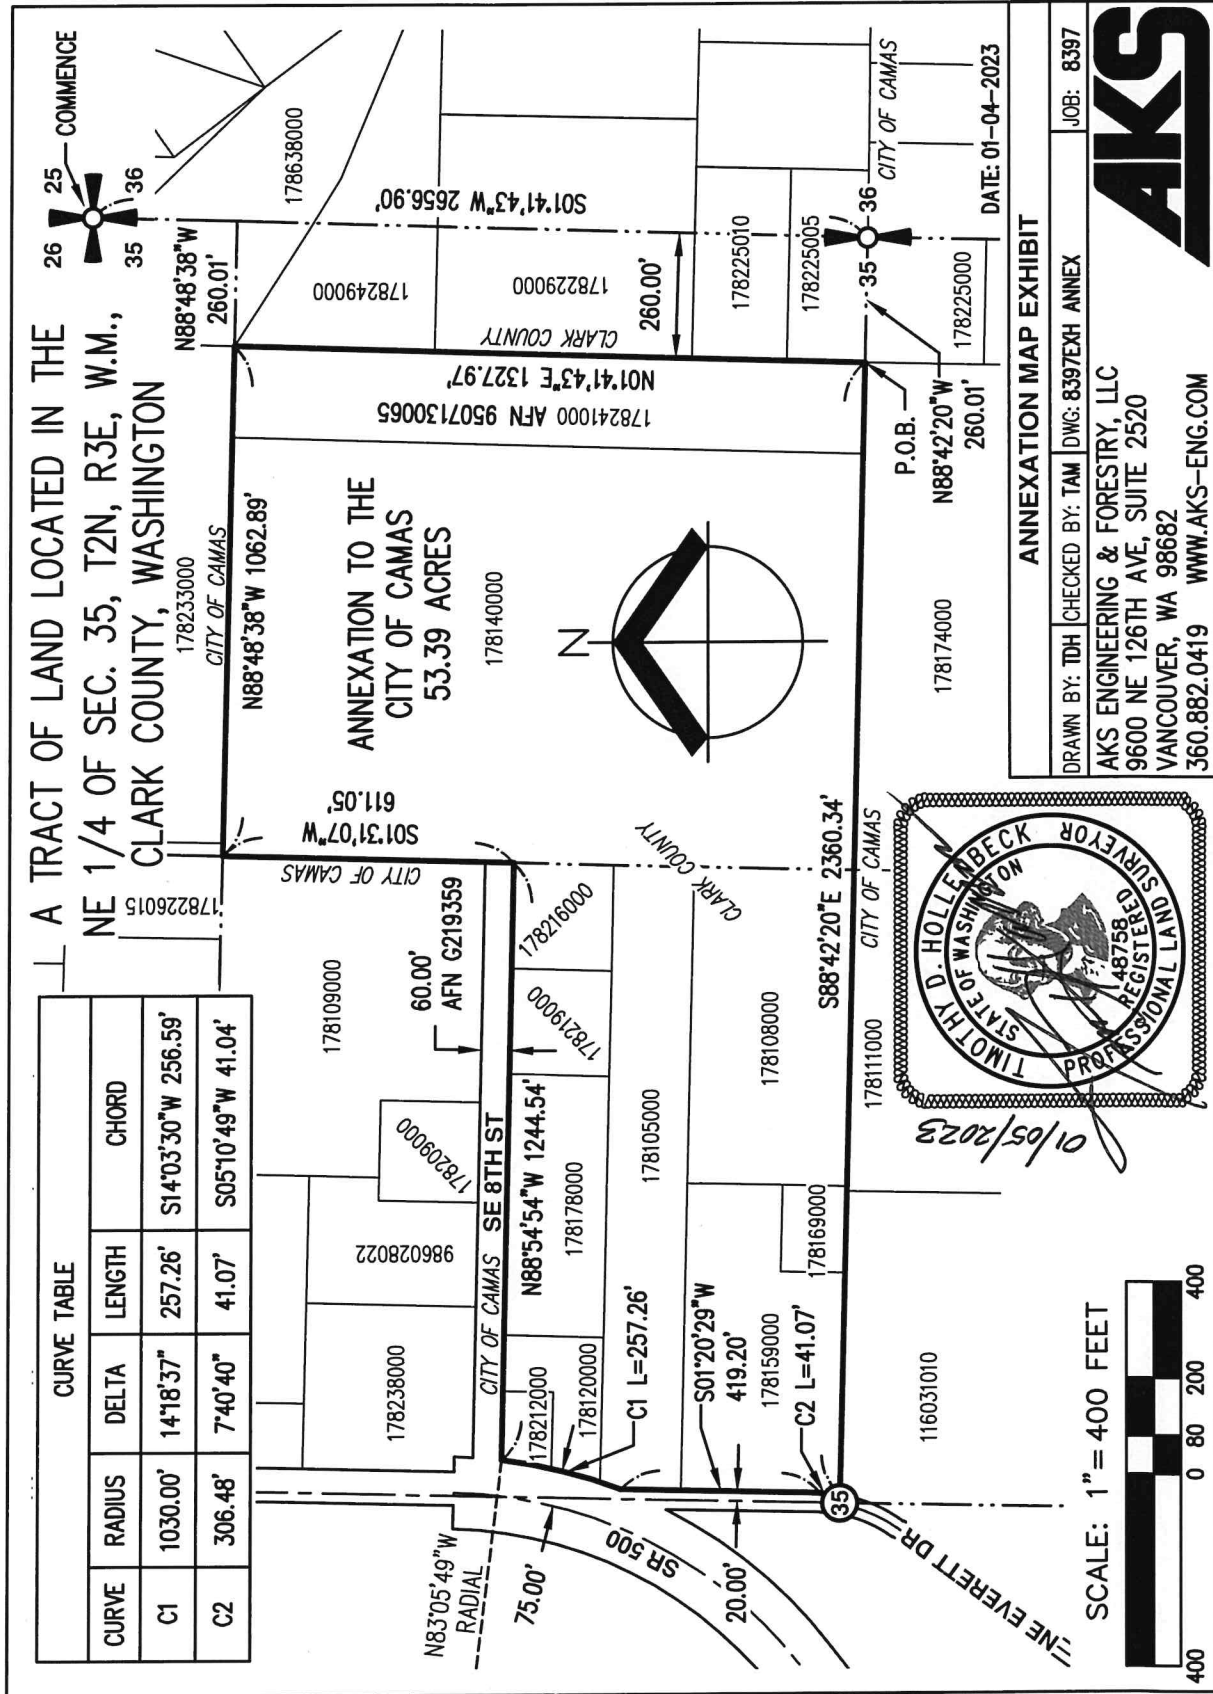 A TRACT OF LAND LOCATED IN THE
NE 1/4 OF SEC. 35, T2N, R3E, W.M.,
CLARK COUNTY, WASHINGTON
CURVE TABLE
CURVE RADIUS DELTA LENGTH CHORD
C1 1030.00' 14°18'37" 257.26' S14°03'30"W 256.59'
C2 306.48' 7°40'40" 41.07' S05°10'49"W 41.04'
26 25
35 36
COMMENCE
N88°48'38"W
260.01'
178638000
178226015
178233000
CITY OF CAMAS
N88°48'38"W 1062.89'
S01°41'43"W 2656.90'
178249000
178229000
CLARK COUNTY
260.00'
N01°41'43"E 1327.97'
178241000 AFN 9507130065
ANNEXATION TO THE
CITY OF CAMAS
53.39 ACRES
178140000
S01°31'07"W
611.05'
CITY OF CAMAS
178109000
60.00'
AFN G219359
178209000
986028022
178238000
CITY OF CAMAS SE 8TH ST
N88°54'54"W 1244.54'
178216000
178219000
178178000
178212000
178120000
N83°05'49"W
RADIAL
75.00'
SR 500
C1 L=257.26'
178105000
CLARK COUNTY
178108000
S01°20'29"W
419.20'
178159000
178169000
20.00'
C2 L=41.07'
35
NE EVERETT DR
116031010
178111000
S88°42'20"E 2360.34'
CITY OF CAMAS
178174000
N
178225010
178225005
35 36
CITY OF CAMAS
P.O.B.
N88°42'20"W
260.01'
178225000
DATE: 01-04-2023
SCALE: 1" = 400 FEET
400 0 80 200 400
01/05/2023
TIMOTHY D. HOLLENBECK
STATE OF WASHINGTON
48758
REGISTERED
PROFESSIONAL LAND SURVEYOR
ANNEXATION MAP EXHIBIT
DRAWN BY: TDH CHECKED BY: TAM DWG: 8397EXH ANNEX JOB: 8397
AKS ENGINEERING & FORESTRY, LLC
9600 NE 126TH AVE, SUITE 2520
VANCOUVER, WA 98682
360.882.0419 WWW.AKS-ENG.COM
AKS